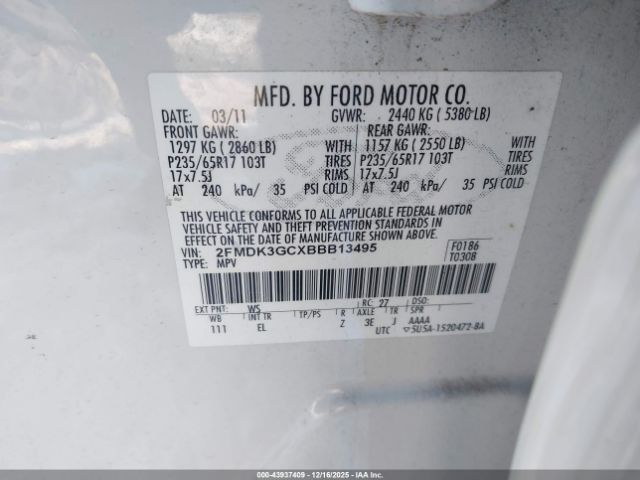 MFD. BY FORD MOTOR CO.
DATE: 03/11 GVWR: 2440 KG ( 5380 LB)
FRONT GAWR: REAR GAWR:
1297 KG ( 2860 LB) WITH 1157 KG ( 2550 LB) WITH
P235/65R17 103T TIRES P235/65R17 103T TIRES
17x7.5J RIMS 17x7.5J RIMS
AT 240 kPa/ 35 PSI COLD AT 240 kPa/ 35 PSI COLD
THIS VEHICLE CONFORMS TO ALL APPLICABLE FEDERAL MOTOR
VEHICLE SAFETY AND THEFT PREVENTION STANDARDS IN
EFFECT ON THE DATE OF MANUFACTURE SHOWN ABOVE.
VIN: 2FMDK3GCXBBB13495 F0186
TYPE: MPV T0308
EXT PNT: WS RC: 27 DSO:
WB INT TR TP/PS R AXLE TR SPR
111 EL Z 3E J AAAA
UTC ▽5U5A-1520472-BA
000-43937409 - 12/16/2025 - IAAHOLDINGS, LLC. COPYRIGHT